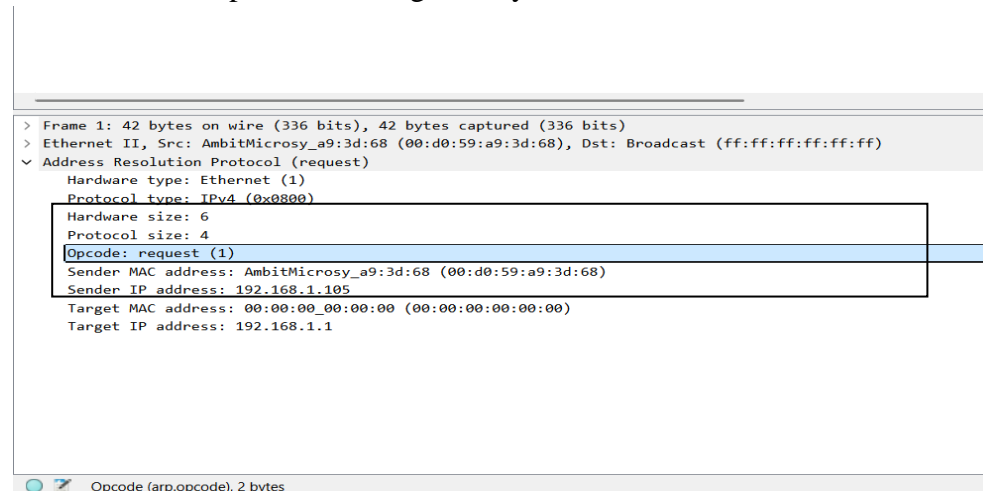 > Frame 1: 42 bytes on wire (336 bits), 42 bytes captured (336 bits)
> Ethernet II, Src: AmbitMicrosy_a9:3d:68 (00:d0:59:a9:3d:68), Dst: Broadcast (ff:ff:ff:ff:ff:ff)
Address Resolution Protocol (request)
Hardware type: Ethernet (1)
Protocol type: IPv4 (0x0800)
Hardware size: 6
Protocol size: 4
Opcode: request (1)
Sender MAC address: AmbitMicrosy_a9:3d:68 (00:d0:59:a9:3d:68)
Sender IP address: 192.168.1.105
Target MAC address: 00:00:00_00:00:00 (00:00:00:00:00:00)
Target IP address: 192.168.1.1
Opcode (arp.opcode), 2 bytes